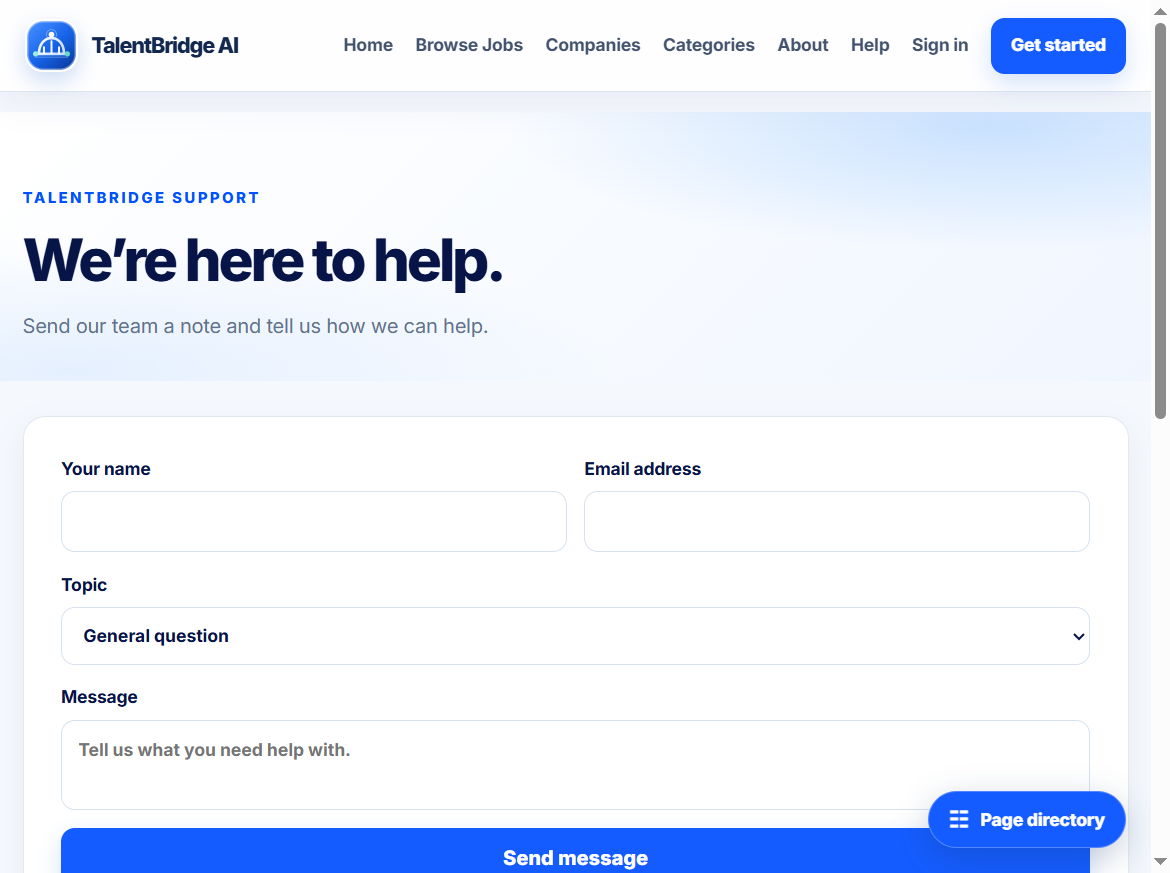 TalentBridge AI
Home
Browse Jobs
Companies
Categories
About
Help
Sign in
Get started
TALENTBRIDGE SUPPORT
We’re here to help.
Send our team a note and tell us how we can help.
Your name
Email address
Topic
General question
Message
Tell us what you need help with.
Page directory
Send message